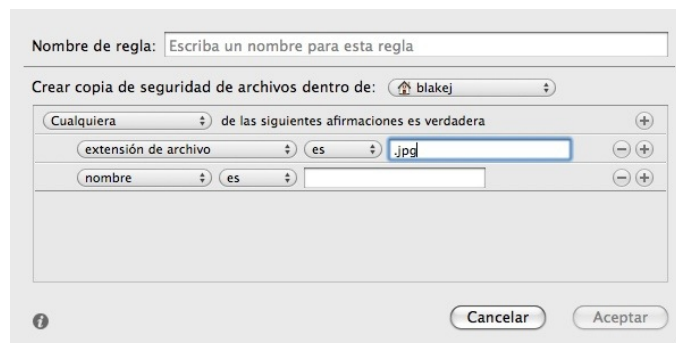 Nombre de regla: Escriba un nombre para esta regla
Crear copia de seguridad de archivos dentro de: blakej
Cualquiera de las siguientes afirmaciones es verdadera
extensión de archivo es .jpg
nombre es
Cancelar Aceptar